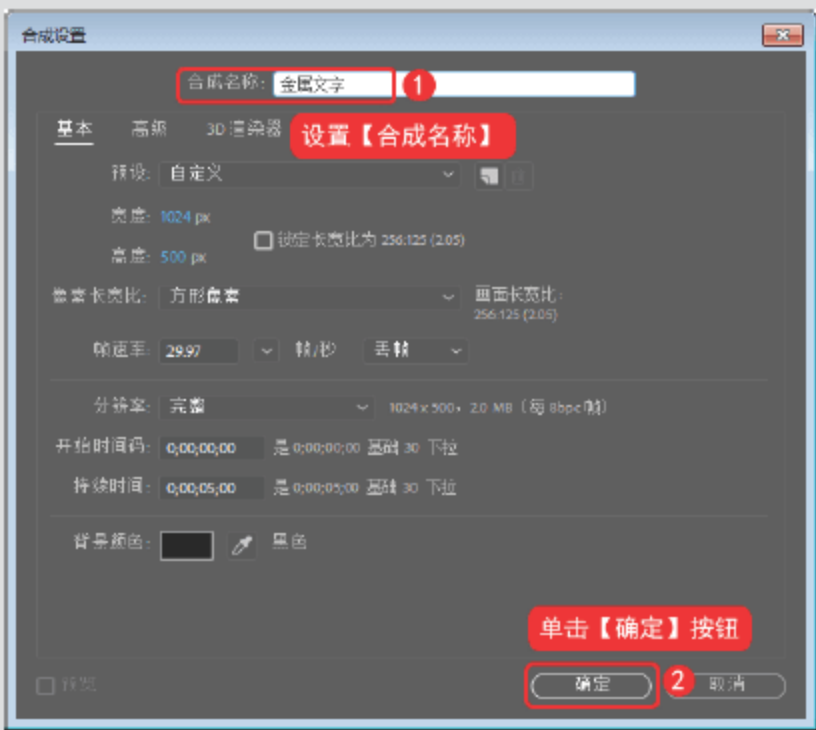 合成设置
合成名称: 金属文字 1
基本 高级 3D 渲染器 设置【合成名称】
预设: 自定义
宽度: 1024 px
锁定长宽比为 256:125 (2.05)
高度: 500 px
像素长宽比: 方形像素 画面长宽比:
256:125 (2.05)
帧速率: 29.97 帧/秒 丢帧
分辨率: 完整 1024 x 500，2.0 MB（每 8bpc 帧）
开始时间码: 0;00;00;00 是 0;00;00;00 基础 30 下拉
持续时间: 0;00;05;00 是 0;00;05;00 基础 30 下拉
背景颜色: 黑色
单击【确定】按钮
预览 确定 2 取消